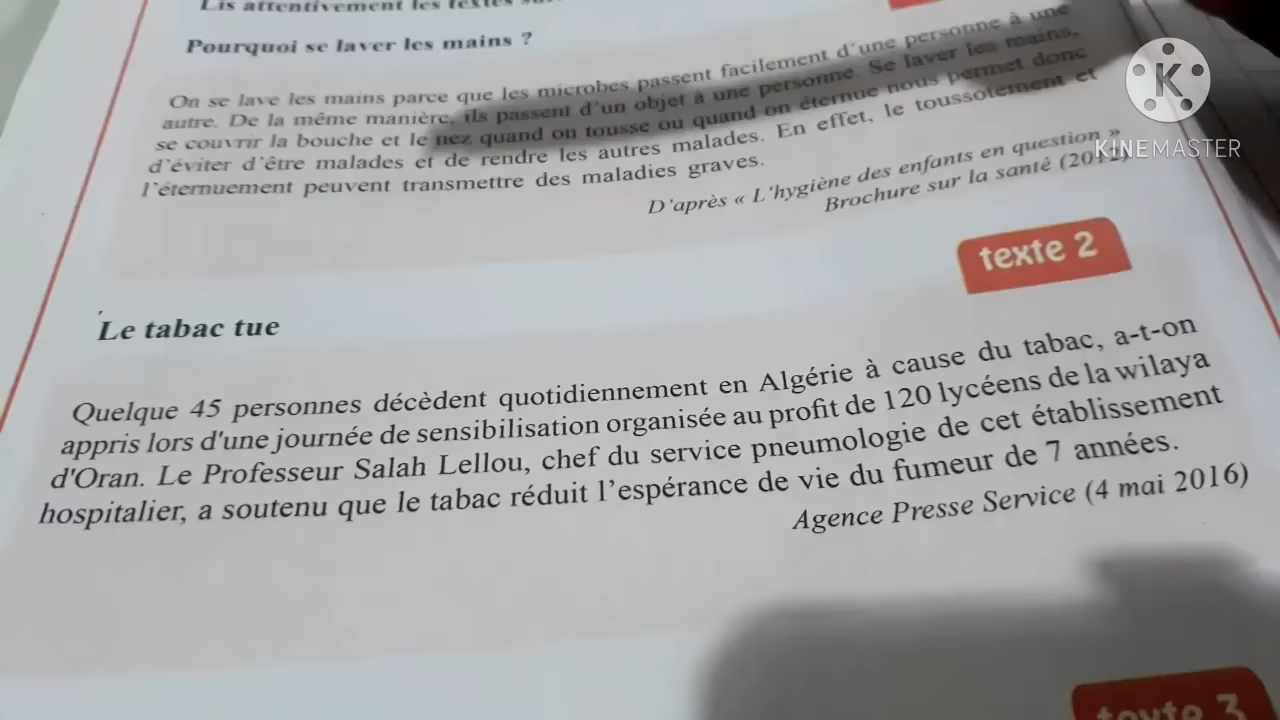 Lis attentivement les textes
Pourquoi se laver les mains ?
On se lave les mains parce que les microbes passent facilement d'une personne à une
autre. De la même manière, ils passent d'un objet à une personne. Se laver les mains,
se couvrir la bouche et le nez quand on tousse ou quand on éternue nous permet donc
d'éviter d'être malades et de rendre les autres malades. En effet, le toussotement et
l'éternuement peuvent transmettre des maladies graves.
D'après « L'hygiène des enfants en question »
Brochure sur la santé
KINEMASTER
texte 2
Le tabac tue
Quelque 45 personnes décèdent quotidiennement en Algérie à cause du tabac, a-t-on
appris lors d'une journée de sensibilisation organisée au profit de 120 lycéens de la wilaya
d'Oran. Le Professeur Salah Lellou, chef du service pneumologie de cet établissement
hospitalier, a soutenu que le tabac réduit l'espérance de vie du fumeur de 7 années.
Agence Presse Service (4 mai 2016)
texte 3